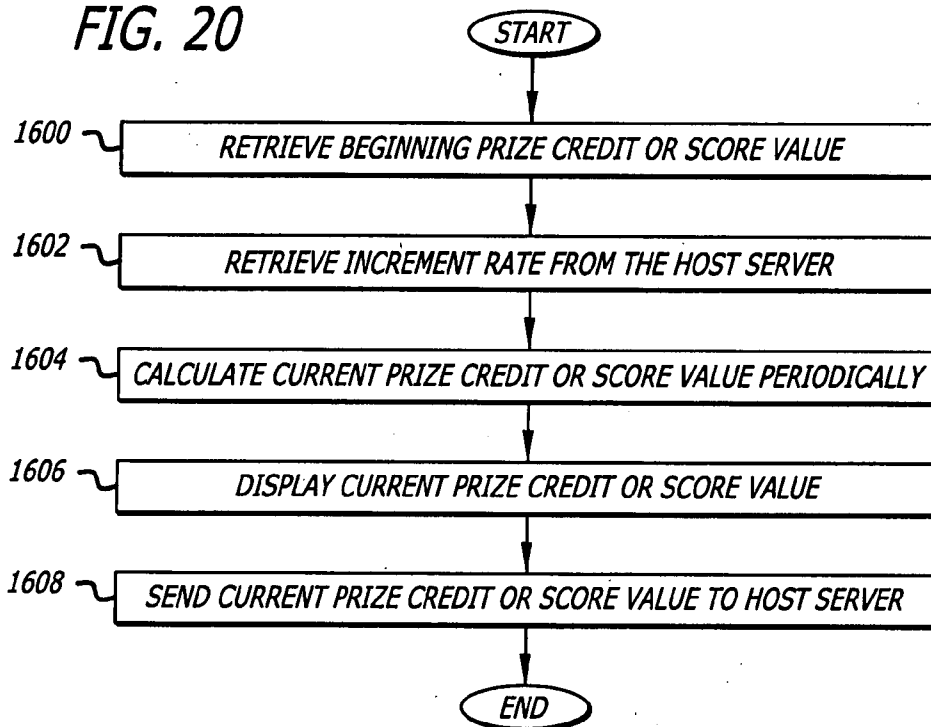 FIG. 20
START
1600
RETRIEVE BEGINNING PRIZE CREDIT OR SCORE VALUE
1602
RETRIEVE INCREMENT RATE FROM THE HOST SERVER
1604
CALCULATE CURRENT PRIZE CREDIT OR SCORE VALUE PERIODICALLY
1606
DISPLAY CURRENT PRIZE CREDIT OR SCORE VALUE
1608
SEND CURRENT PRIZE CREDIT OR SCORE VALUE TO HOST SERVER
END